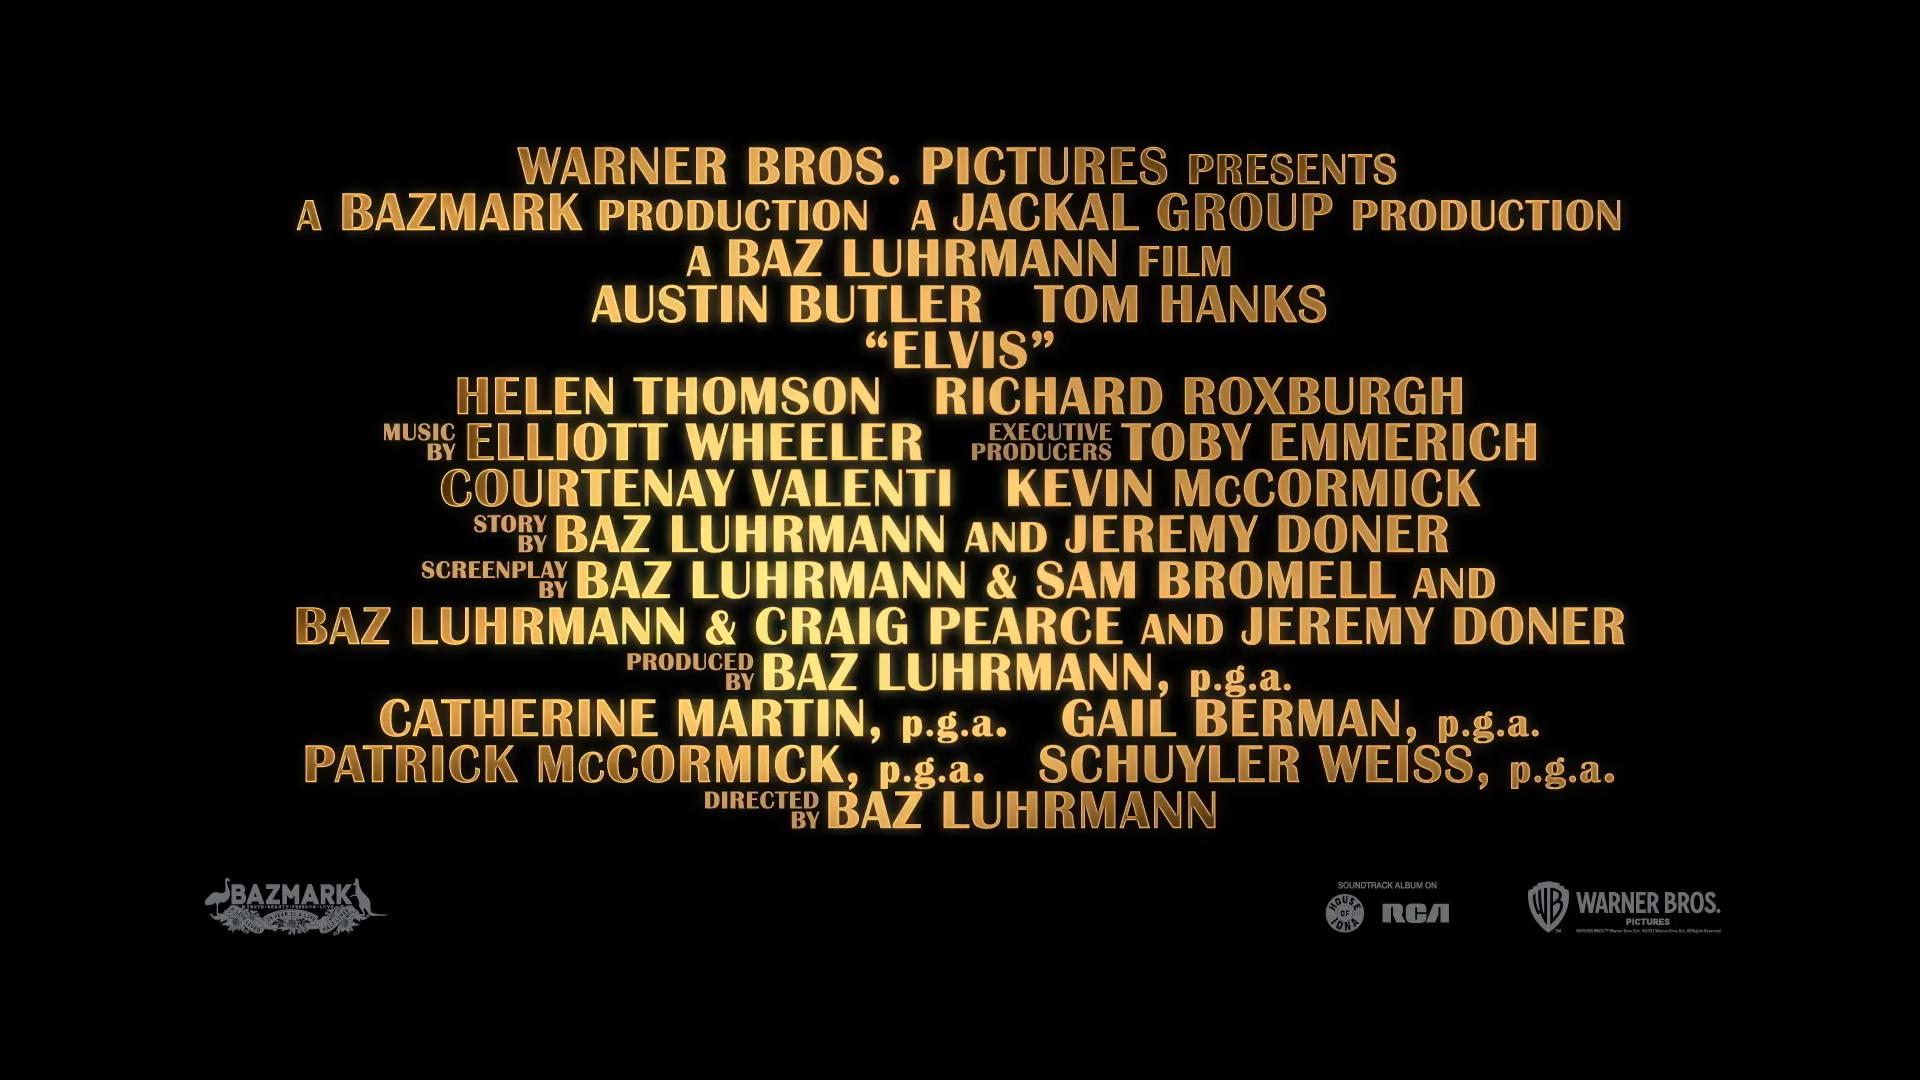 WARNER BROS. PICTURES PRESENTS
A BAZMARK PRODUCTION A JACKAL GROUP PRODUCTION
A BAZ LUHRMANN FILM
AUSTIN BUTLER TOM HANKS
“ELVIS”
HELEN THOMSON RICHARD ROXBURGH
MUSIC BY ELLIOTT WHEELER EXECUTIVE PRODUCERS TOBY EMMERICH
COURTENAY VALENTI KEVIN McCORMICK
STORY BY BAZ LUHRMANN AND JEREMY DONER
SCREENPLAY BY BAZ LUHRMANN & SAM BROMELL AND
BAZ LUHRMANN & CRAIG PEARCE AND JEREMY DONER
PRODUCED BY BAZ LUHRMANN, p.g.a.
CATHERINE MARTIN, p.g.a. GAIL BERMAN, p.g.a.
PATRICK McCORMICK, p.g.a. SCHUYLER WEISS, p.g.a.
DIRECTED BY BAZ LUHRMANN
BAZMARK
SOUNDTRACK ALBUM ON
HOUSE OF IONA RCA
WB WARNER BROS.
PICTURES